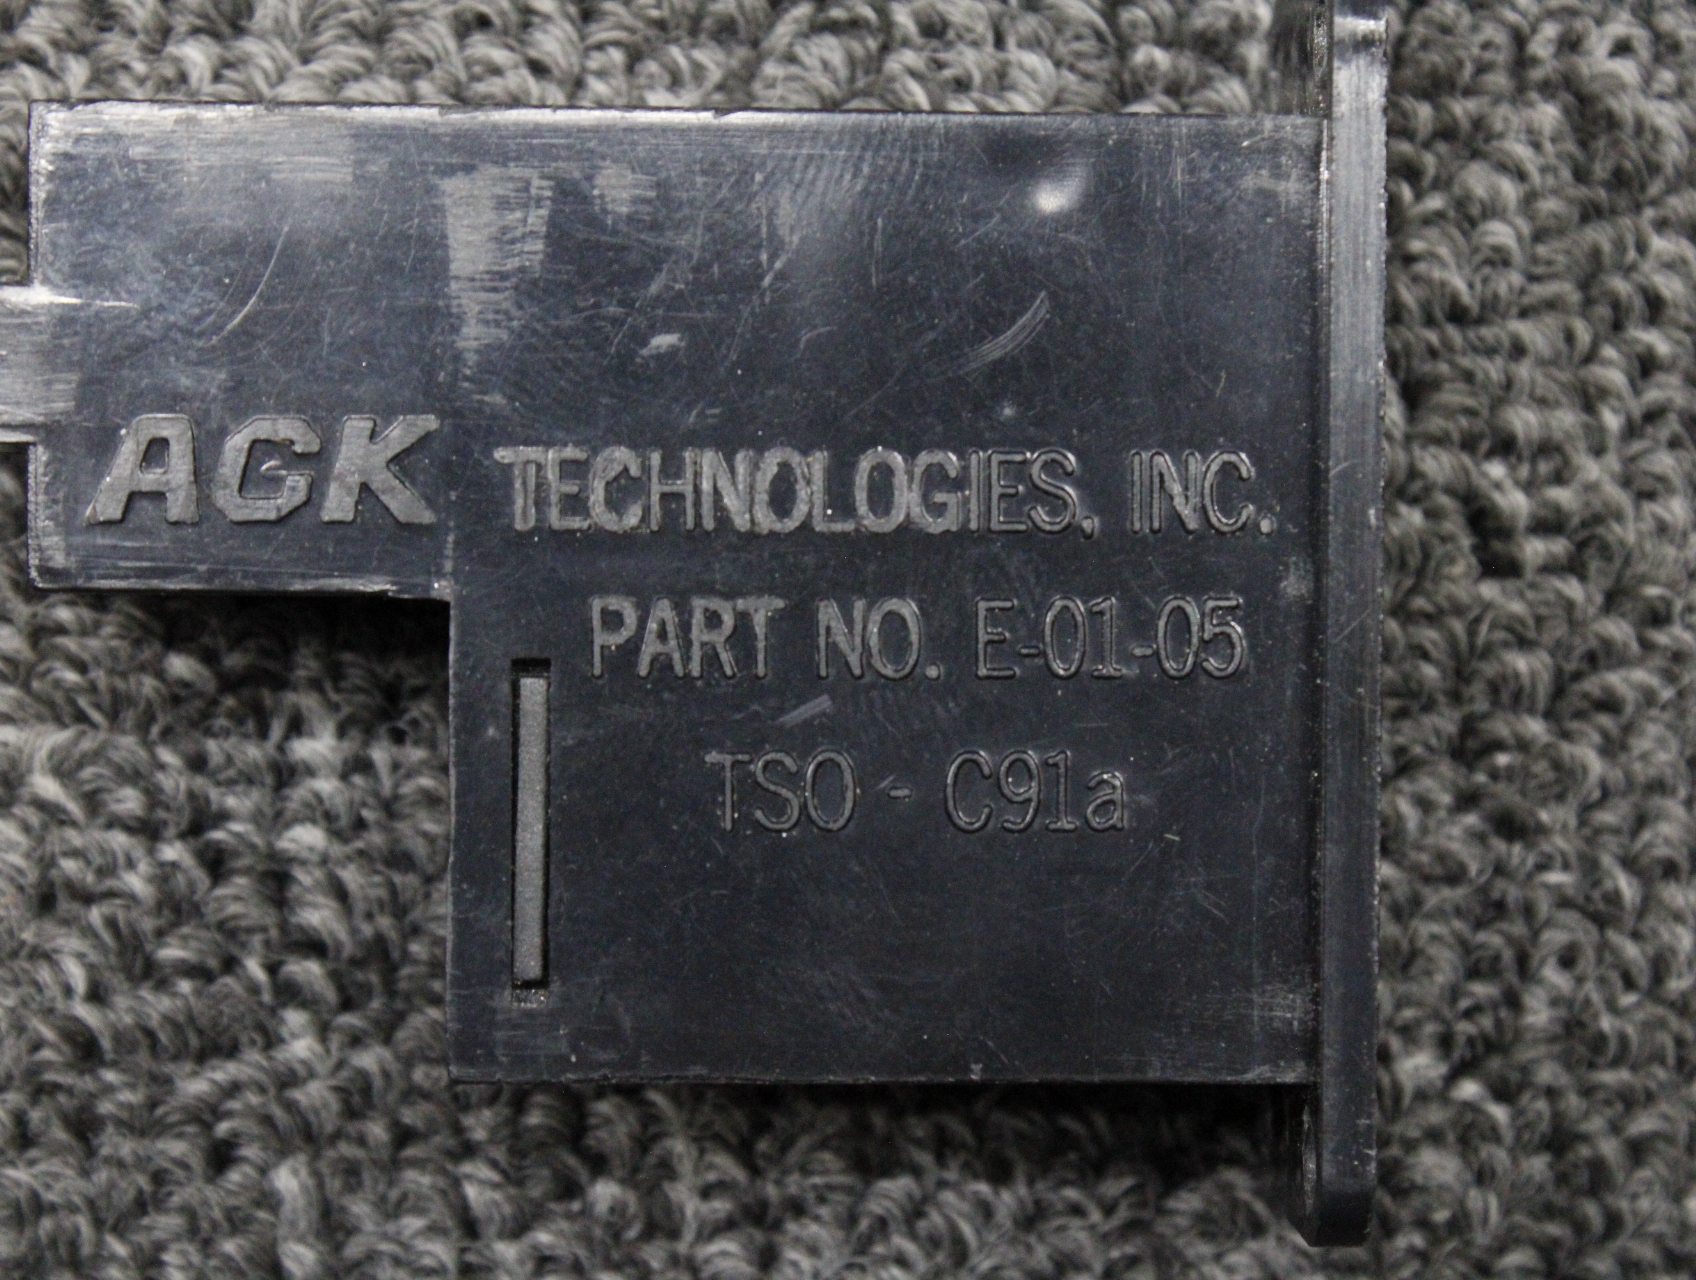 ACK TECHNOLOGIES, INC.
PART NO. E-01-05
TSO - C91a